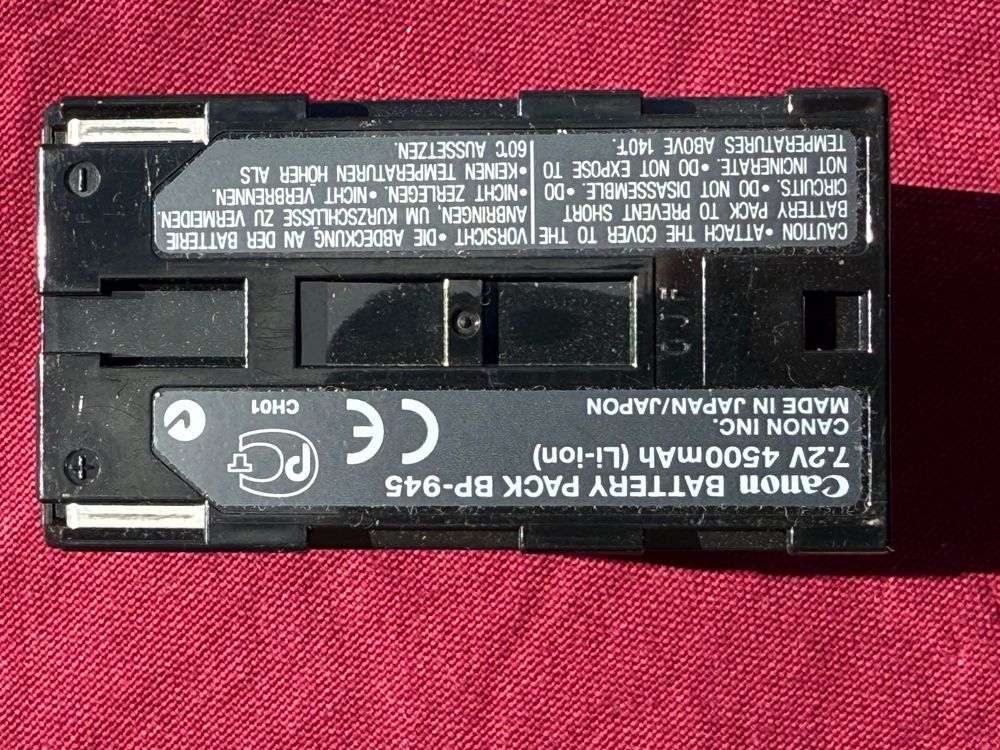 Canon BATTERY PACK BP-945
7.2V 4500mAh (Li-ion)
CANON INC.
MADE IN JAPAN/JAPON
CH01
CAUTION •ATTACH THE COVER TO THE
BATTERY PACK TO PREVENT SHORT
CIRCUITS. •DO NOT DISASSEMBLE. •DO
NOT INCINERATE. •DO NOT EXPOSE TO
TEMPERATURES ABOVE 140℉.
VORSICHT •DIE ABDECKUNG AN DER BATTERIE
ANBRINGEN, UM KURZSCHLÜSSE ZU VERMEIDEN.
•NICHT ZERLEGEN. •NICHT VERBRENNEN.
•KEINEN TEMPERATUREN HÖHER ALS
60℃ AUSSETZEN.